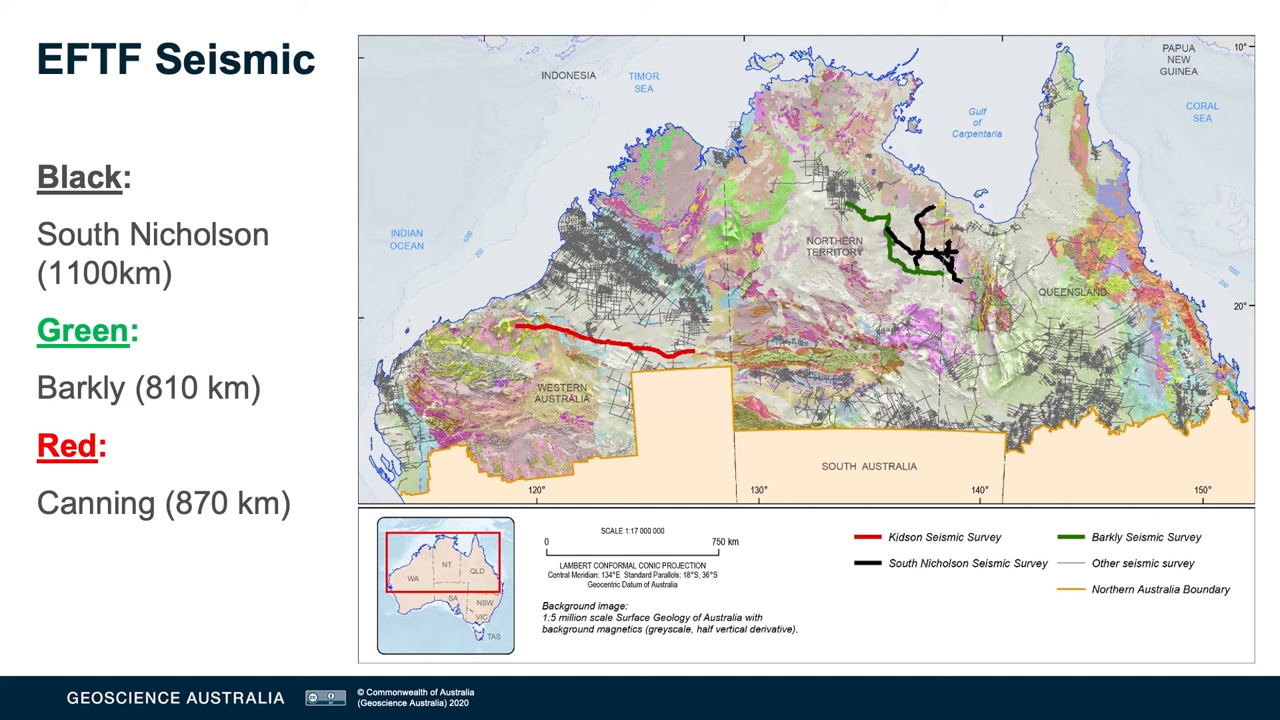 EFTF Seismic
Black:
South Nicholson
(1100km)
Green:
Barkly (810 km)
Red:
Canning (870 km)
INDONESIA
TIMOR
SEA
PAPUA
NEW
GUINEA
10°
CORAL
SEA
Gulf
of
Carpentaria
INDIAN
OCEAN
1000
200
NORTHERN
TERRITORY
QUEENSLAND
1000
200
20°
WESTERN
AUSTRALIA
SOUTH AUSTRALIA
120°
130°
140°
150°
WA
NT
QLD
SA
NSW
VIC
TAS
SCALE 1:17 000 000
0
750 km
LAMBERT CONFORMAL CONIC PROJECTION
Central Meridian: 134°E Standard Parallels: 18°S, 36°S
Geocentric Datum of Australia
Background image:
1:5 million scale Surface Geology of Australia with
background magnetics (greyscale, half vertical derivative).
Kidson Seismic Survey
South Nicholson Seismic Survey
Barkly Seismic Survey
Other seismic survey
Northern Australia Boundary
GEOSCIENCE AUSTRALIA
© Commonwealth of Australia
(Geoscience Australia) 2020